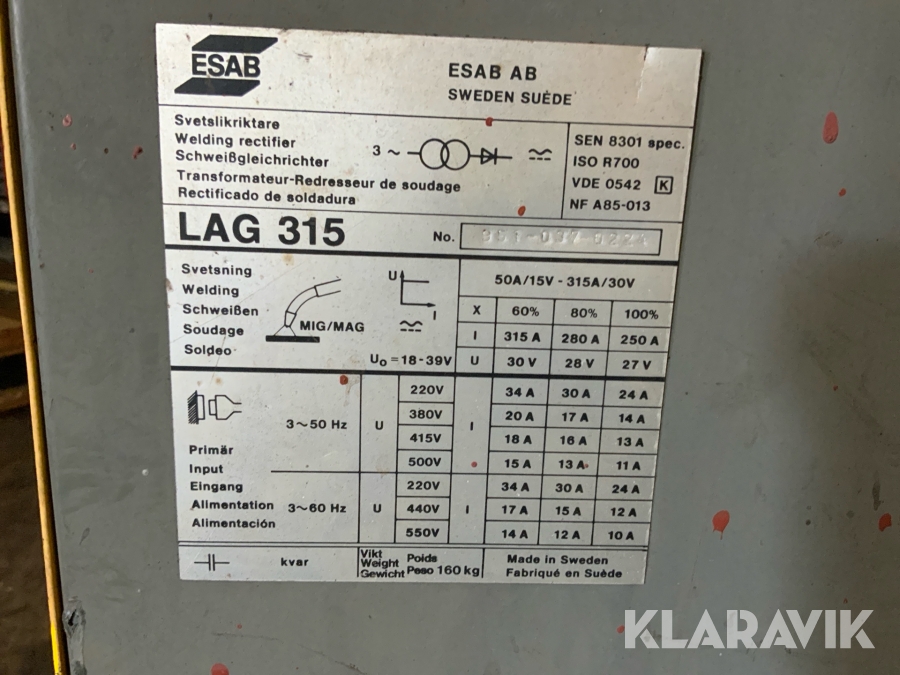 ESAB
ESAB AB
SWEDEN SUÈDE
Svetslikriktare
Welding rectifier
Schweißgleichrichter
Transformateur-Redresseur de soudage
Rectificado de soldadura
3 ~
SEN 8301 spec.
ISO R700
VDE 0542 K
NF A85-013
LAG 315
No.
Svetsning
Welding
Schweißen
Soudage
Soldeo
MIG/MAG
U
I
U₀ = 18-39V
50A/15V - 315A/30V
X 60% 80% 100%
I 315 A 280 A 250 A
U 30 V 28 V 27 V
Primär
Input
Eingang
Alimentation
Alimentación
3~50 Hz U I
220V 34 A 30 A 24 A
380V 20 A 17 A 14 A
415V 18 A 16 A 13 A
500V 15 A 13 A 11 A
3~60 Hz U I
220V 34 A 30 A 24 A
440V 17 A 15 A 12 A
550V 14 A 12 A 10 A
kvar
Vikt Poids
Weight Peso 160 kg
Gewicht
Made in Sweden
Fabriqué en Suède
KLARAVIK